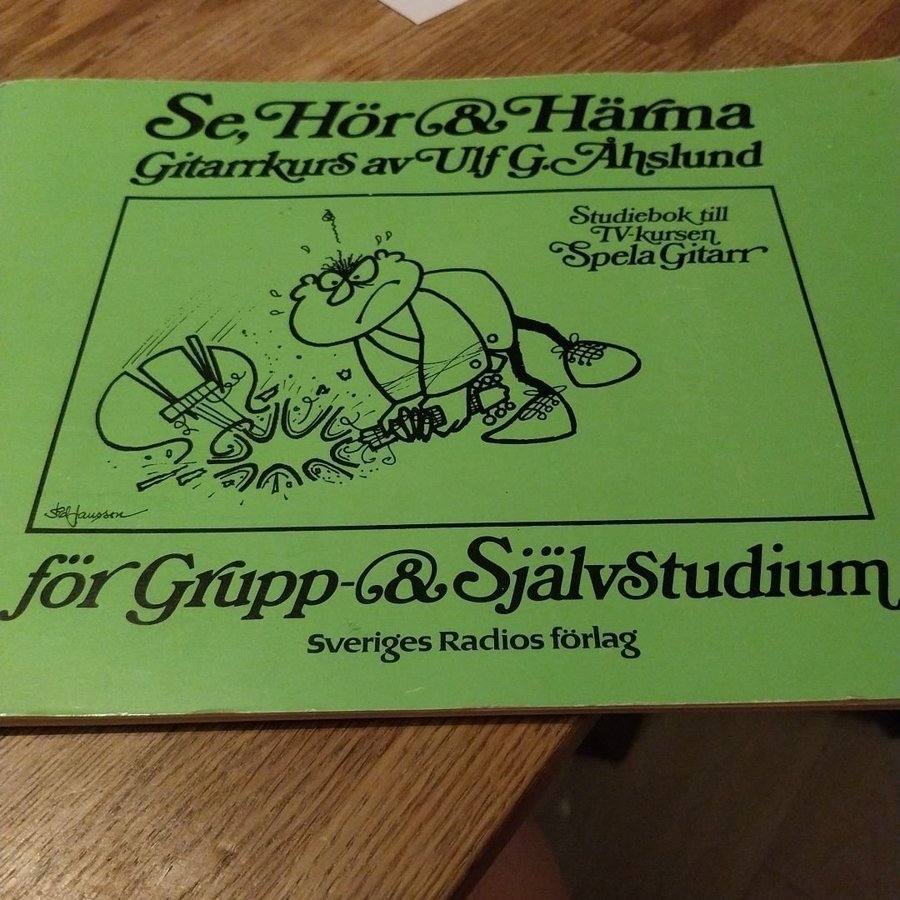 Se, Hör & Härma
Gitarrkurs av Ulf G. Åhslund
Studiebok till
TV-kursen
Spela Gitarr
för Grupp- & Självstudium
Sveriges Radios förlag